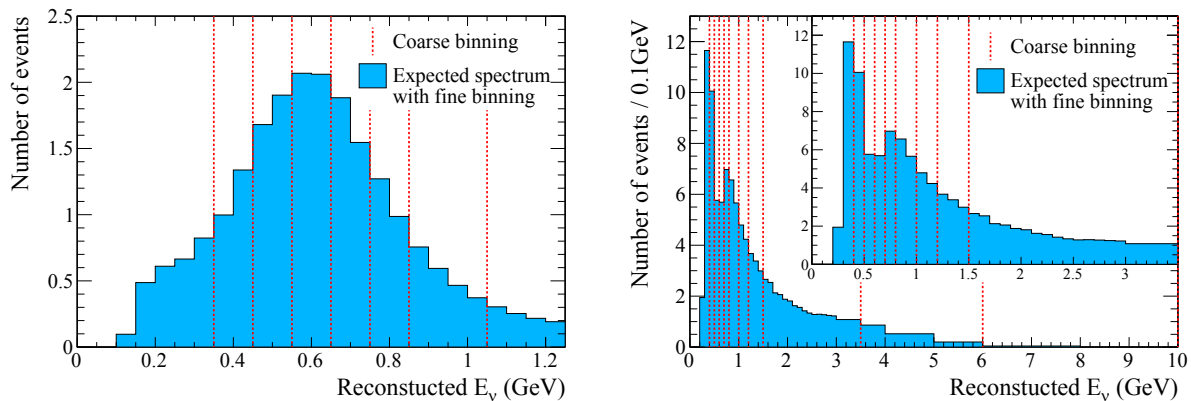 Number of events
2.5
2
1.5
1
0.5
0
Coarse binning
Expected spectrum
with fine binning
0.2 0.4 0.6 0.8 1 1.2
Reconstucted E_ν (GeV)
Number of events / 0.1GeV
12
10
8
6
4
2
0
12
10
8
6
4
2
0
Coarse binning
Expected spectrum
with fine binning
0 0.5 1 1.5 2 2.5 3
0 1 2 3 4 5 6 7 8 9 10
Reconstucted E_ν (GeV)